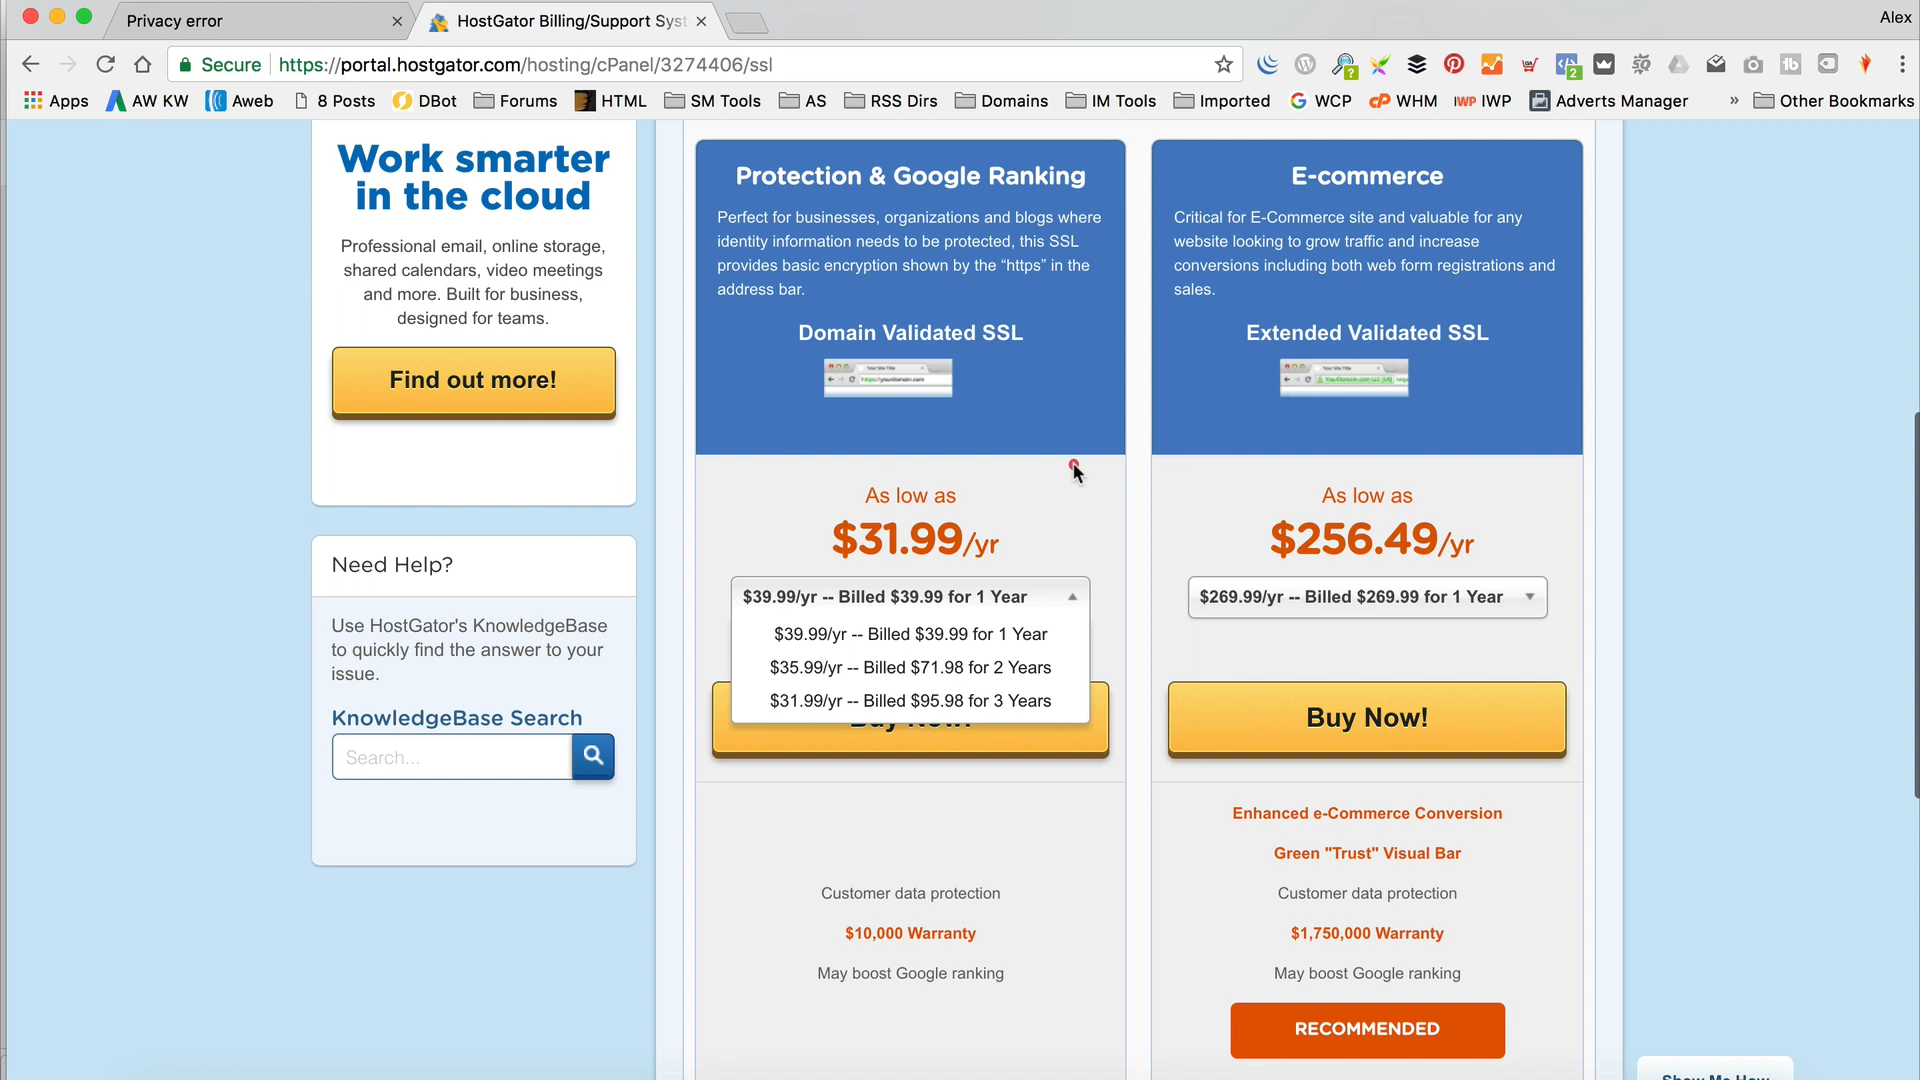 Privacy error
HostGator Billing/Support Syst
Alex
Secure
https://portal.hostgator.com/hosting/cPanel/3274406/ssl
Apps
AW KW
Aweb
8 Posts
DBot
Forums
HTML
SM Tools
AS
RSS Dirs
Domains
IM Tools
Imported
WCP
WHM
IWP
Adverts Manager
»
Other Bookmarks
Work smarter
in the cloud
Professional email, online storage,
shared calendars, video meetings
and more. Built for business,
designed for teams.
Find out more!
Need Help?
Use HostGator's KnowledgeBase
to quickly find the answer to your
issue.
KnowledgeBase Search
Search...
Protection & Google Ranking
Perfect for businesses, organizations and blogs where
identity information needs to be protected, this SSL
provides basic encryption shown by the “https” in the
address bar.
Domain Validated SSL
As low as
$31.99/yr
$39.99/yr -- Billed $39.99 for 1 Year
$39.99/yr -- Billed $39.99 for 1 Year
$35.99/yr -- Billed $71.98 for 2 Years
$31.99/yr -- Billed $95.98 for 3 Years
Buy Now!
Customer data protection
$10,000 Warranty
May boost Google ranking
E-commerce
Critical for E-Commerce site and valuable for any
website looking to grow traffic and increase
conversions including both web form registrations and
sales.
Extended Validated SSL
As low as
$256.49/yr
$269.99/yr -- Billed $269.99 for 1 Year
Buy Now!
Enhanced e-Commerce Conversion
Green "Trust" Visual Bar
Customer data protection
$1,750,000 Warranty
May boost Google ranking
RECOMMENDED
Show Me How